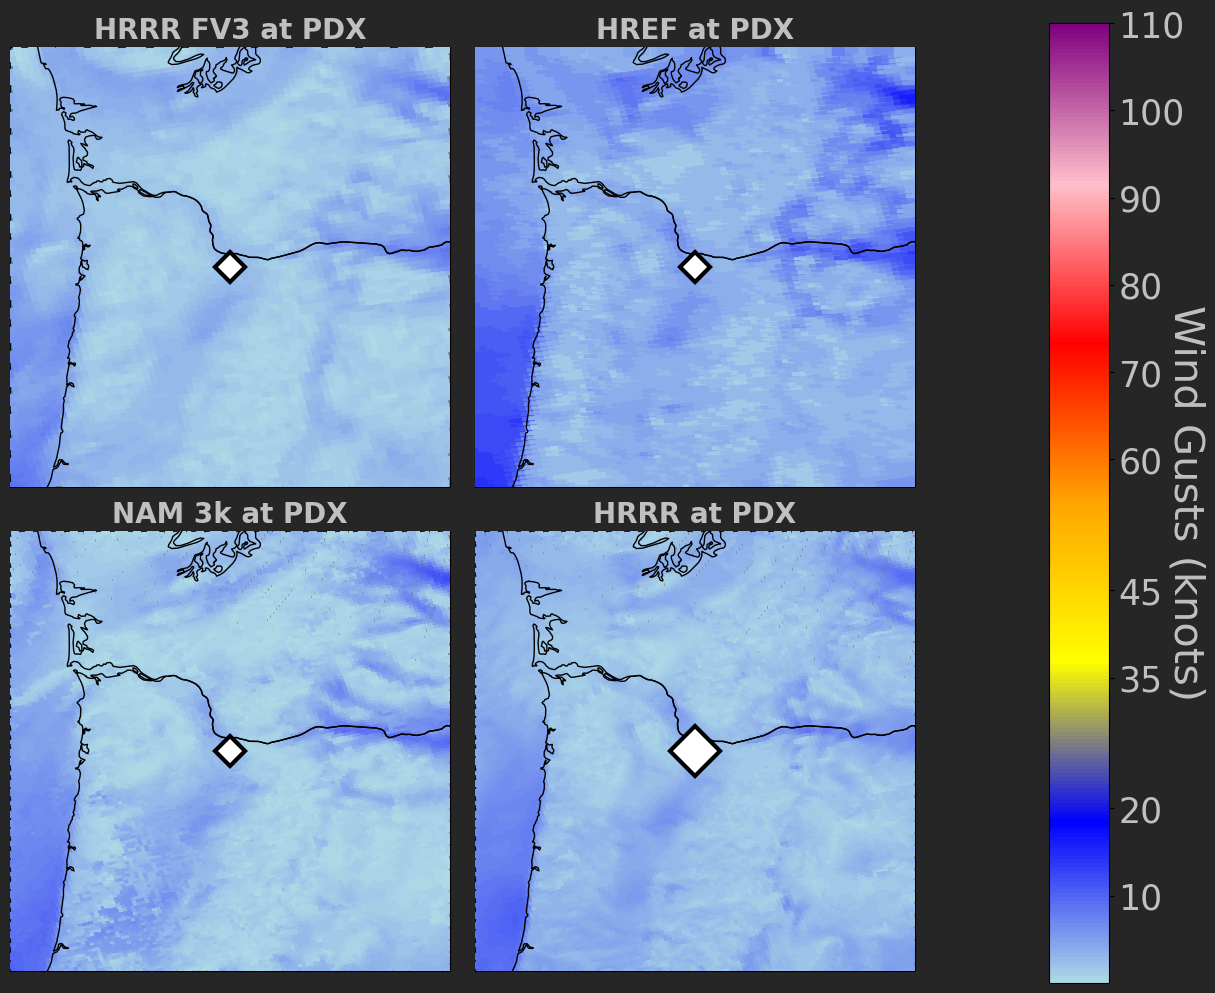 HRRR FV3 at PDX
HREF at PDX
NAM 3k at PDX
HRRR at PDX
110
100
90
80
70
60
45
35
20
10
Wind Gusts (knots)